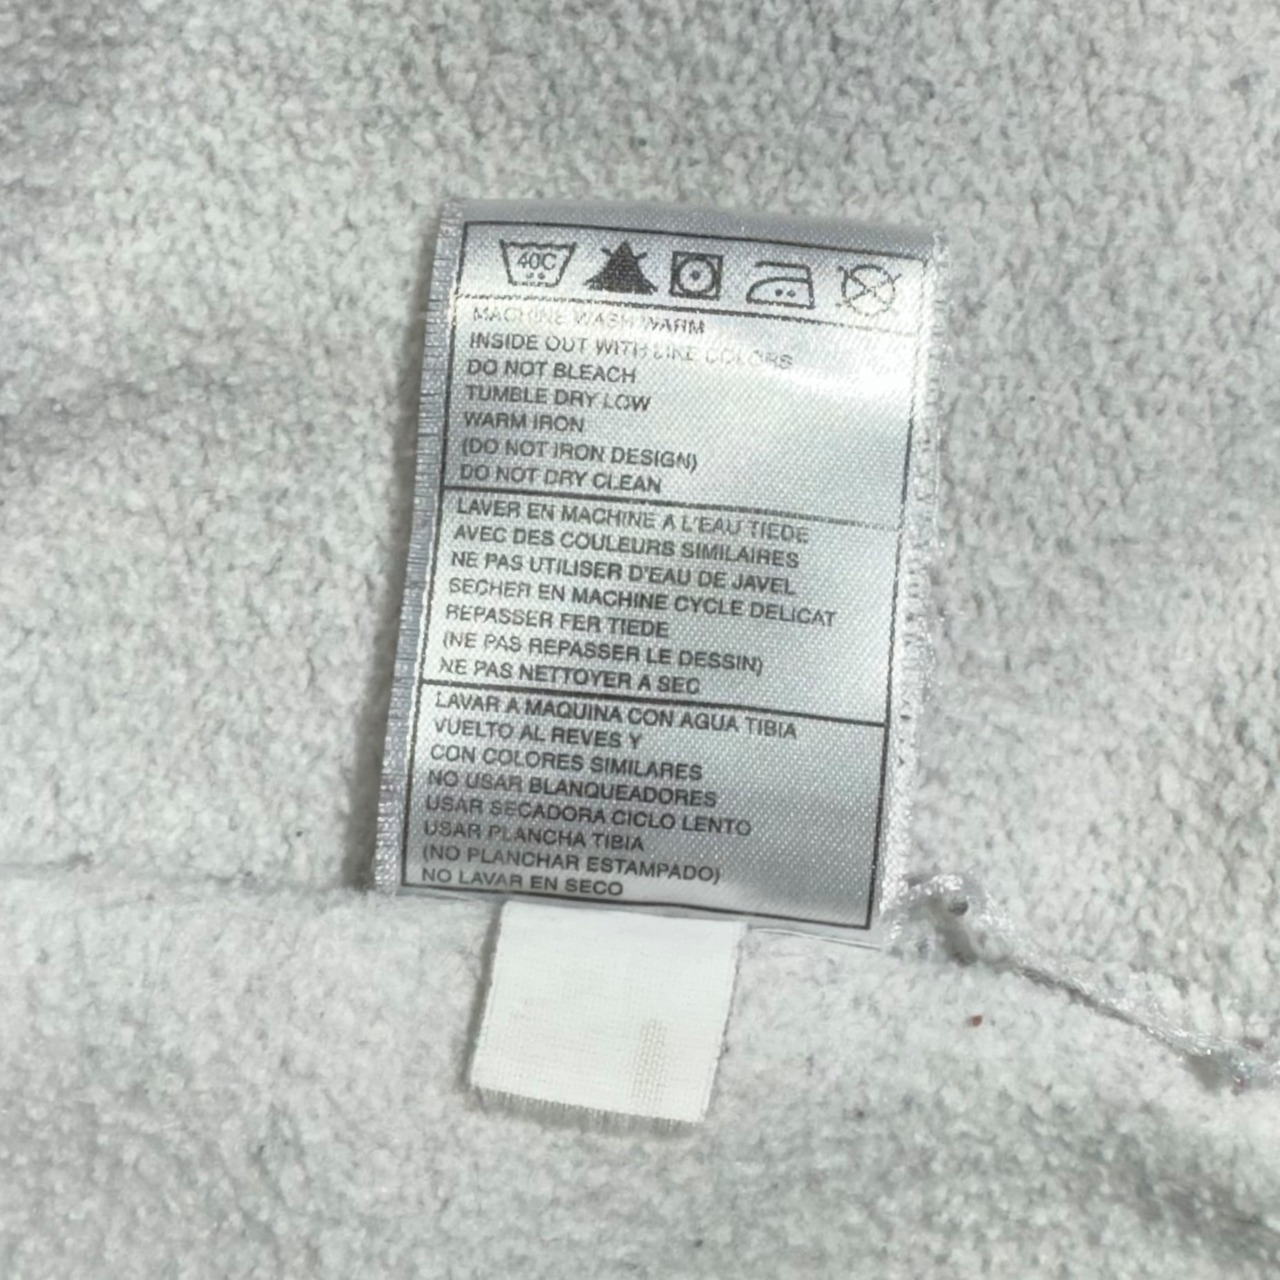 40C
MACHINE WASH WARM
INSIDE OUT WITH LIKE COLORS
DO NOT BLEACH
TUMBLE DRY LOW
WARM IRON
(DO NOT IRON DESIGN)
DO NOT DRY CLEAN
LAVER EN MACHINE A L'EAU TIEDE
AVEC DES COULEURS SIMILAIRES
NE PAS UTILISER D'EAU DE JAVEL
SECHER EN MACHINE CYCLE DELICAT
REPASSER FER TIEDE
(NE PAS REPASSER LE DESSIN)
NE PAS NETTOYER A SEC
LAVAR A MAQUINA CON AGUA TIBIA
VUELTO AL REVES Y
CON COLORES SIMILARES
NO USAR BLANQUEADORES
USAR SECADORA CICLO LENTO
USAR PLANCHA TIBIA
(NO PLANCHAR ESTAMPADO)
NO LAVAR EN SECO